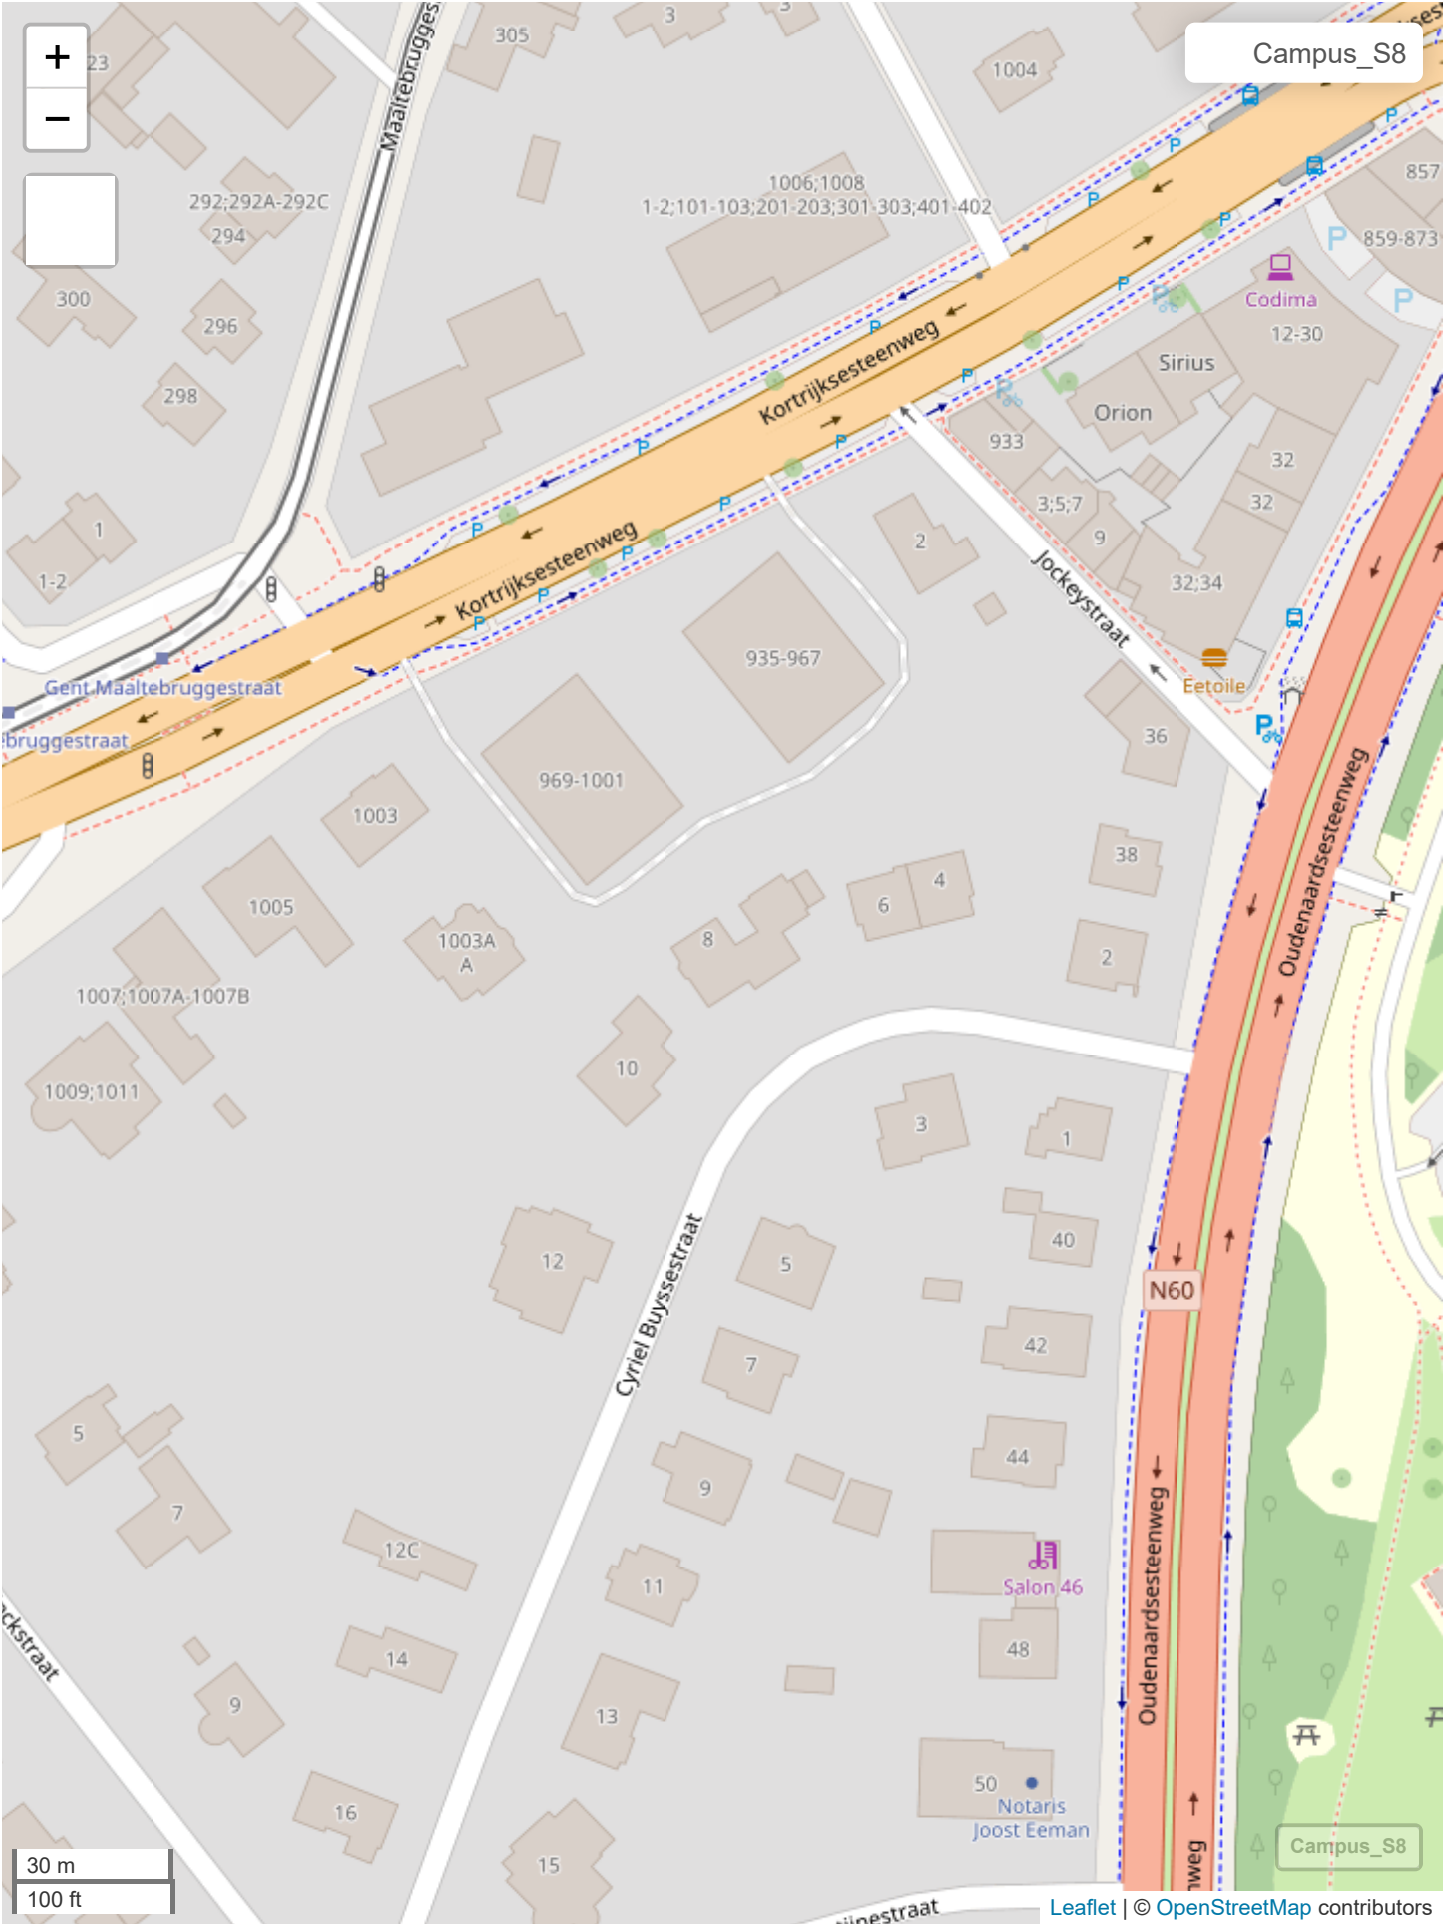 +
−
Campus_S8
23
305
3
3
1004
Maaltebrugges
857
859-873
292;292A-292C
294
1006;1008
1-2;101-103;201-203;301-303;401-402
Codima
12-30
300
296
298
Kortrijksesteenweg
Sirius
Orion
933
32
32
3;5;7
9
32;34
1
1-2
Kortrijksesteenweg
2
Jockeystraat
Eetoile
Gent Maaltebruggestraat
ebruggestraat
935-967
969-1001
36
1003
38
Oudenaardsesteenweg
1005
1003A
A
8
6
4
2
1007;1007A-1007B
1009;1011
10
3
1
12
5
40
N60
Cyriel Buyssestraat
7
42
5
7
9
44
12C
11
Salon 46
48
Oudenaardsesteenweg
ckstraat
14
9
13
16
50
Notaris
Joost Eeman
15
nweg
Campus_S8
30 m
100 ft
Leaflet | © OpenStreetMap contributors